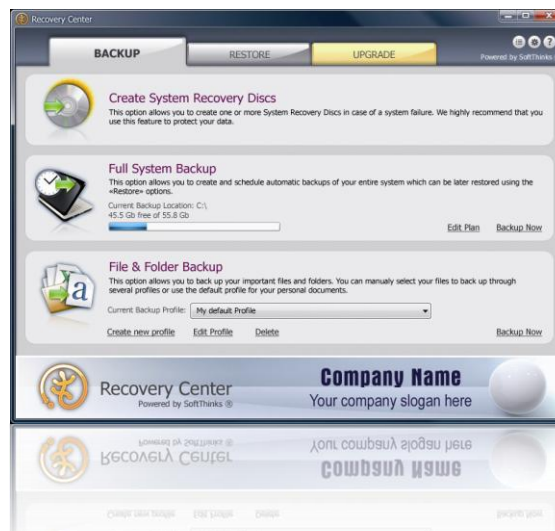 Recovery Center
BACKUP
RESTORE
UPGRADE
Powered by SoftThinks
Create System Recovery Discs
This option allows you to create one or more System Recovery Discs in case of a system failure. We highly recommend that you
use this feature to protect your data.
Full System Backup
This option allows you to create and schedule automatic backups of your entire system which can be later restored using the
«Restore» options.
Current Backup Location: C:\
45.5 Gb free of 55.8 Gb
Edit Plan Backup Now
File & Folder Backup
This option allows you to back up your important files and folders. You can manualy select your files to back up through
several profiles or use the default profile for your personal documents.
Current Backup Profile: My default Profile
Create new profile Edit Profile Delete Backup Now
Recovery Center
Powered by SoftThinks ®
Company Name
Your company slogan here